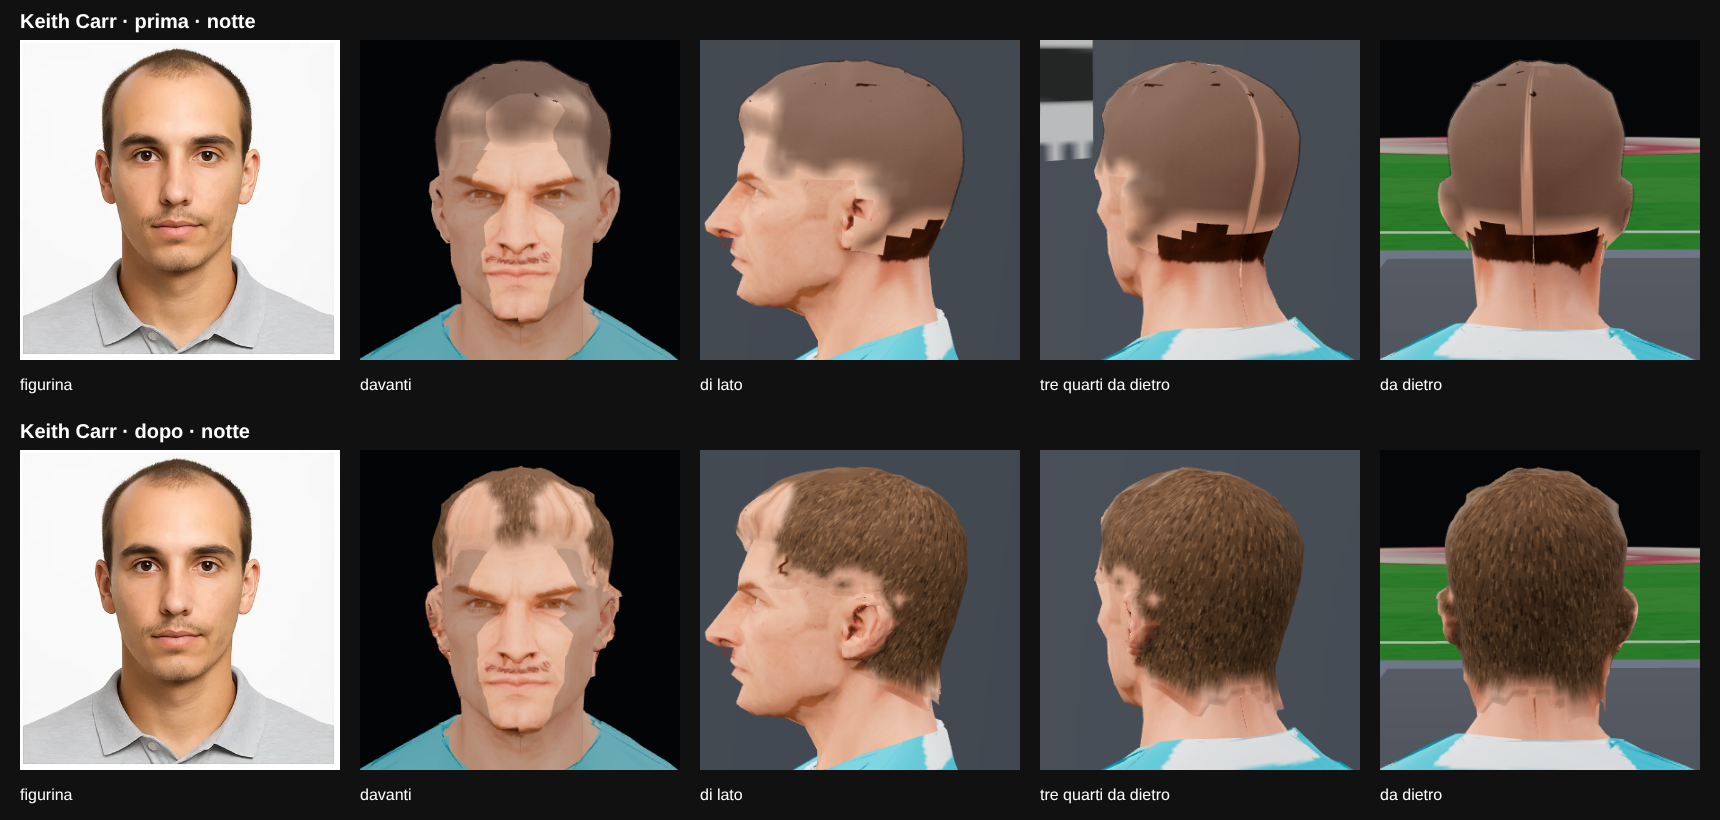 Keith Carr · prima · notte
figurina
davanti
di lato
tre quarti da dietro
da dietro
Keith Carr · dopo · notte
figurina
davanti
di lato
tre quarti da dietro
da dietro